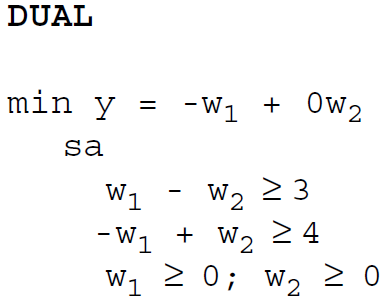 DUAL
min y = -w₁ + 0w₂
sa
w₁ - w₂ ≥ 3
-w₁ + w₂ ≥ 4
w₁ ≥ 0; w₂ ≥ 0